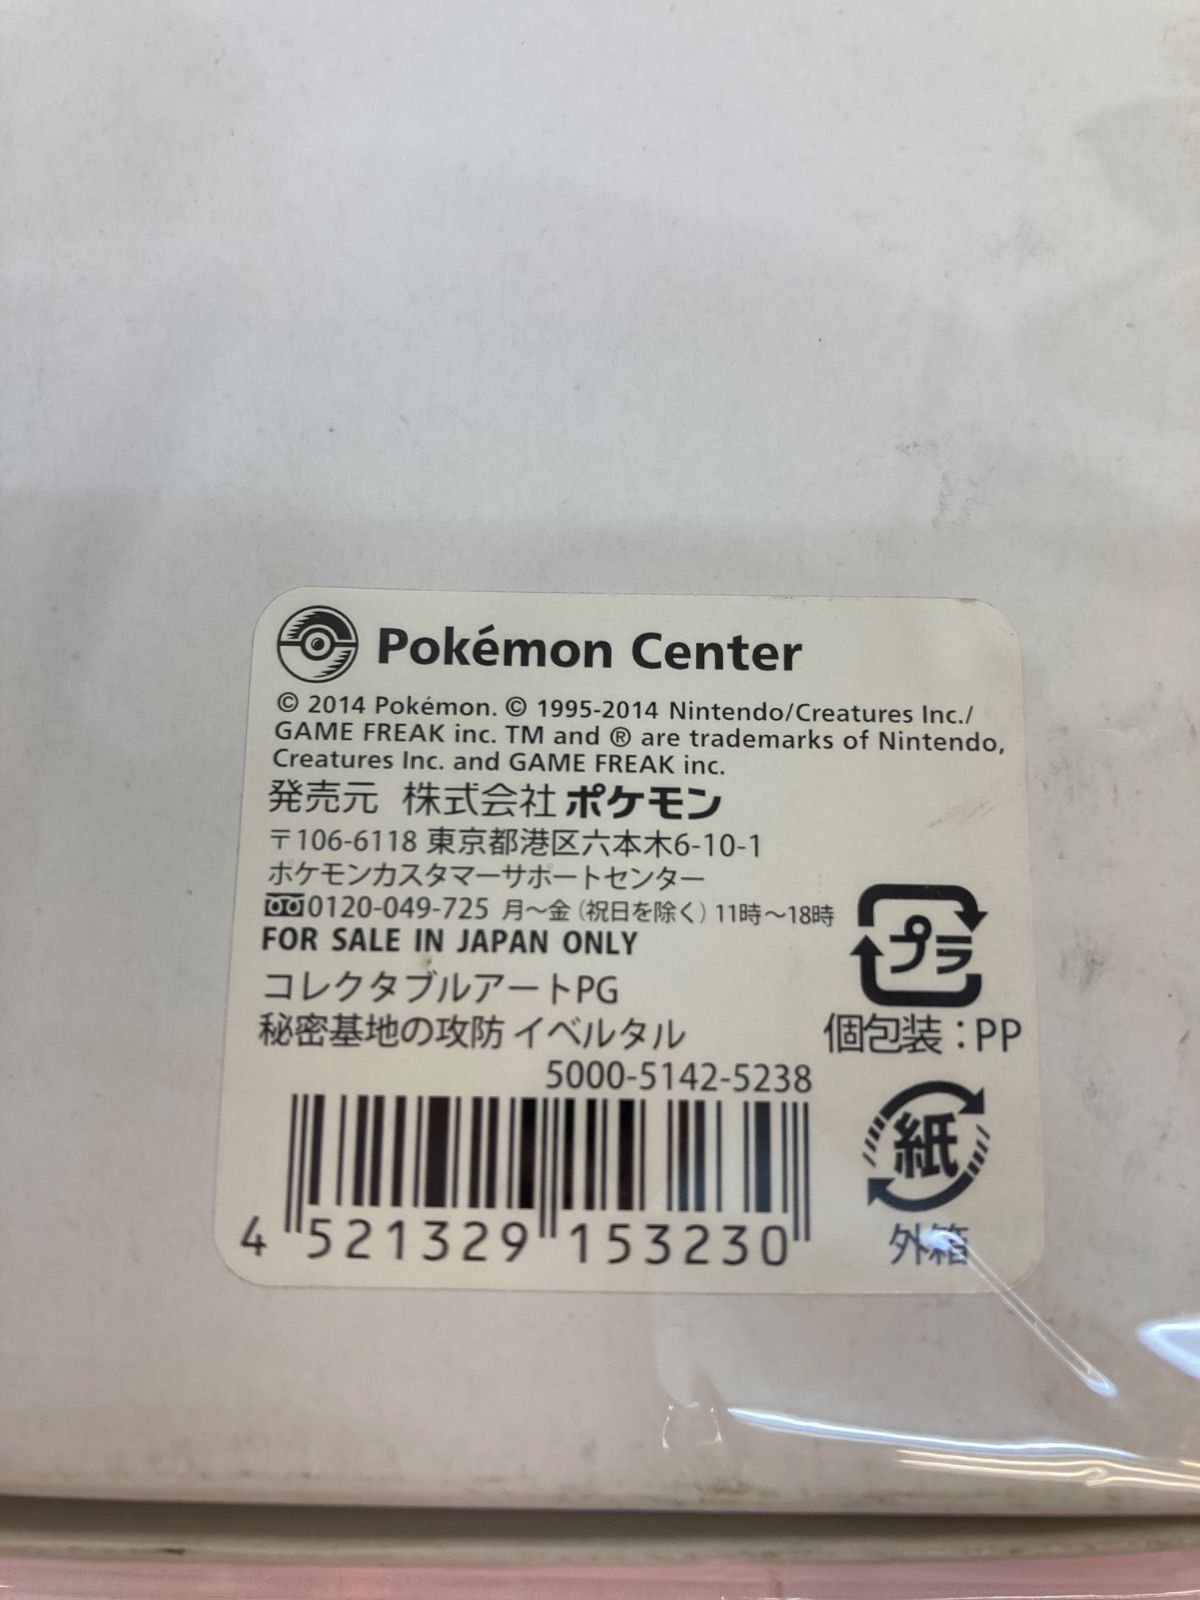 Pokémon Center
© 2014 Pokémon. © 1995-2014 Nintendo/Creatures Inc./
GAME FREAK inc. TM and ® are trademarks of Nintendo,
Creatures Inc. and GAME FREAK inc.
発売元 株式会社ポケモン
〒106-6118 東京都港区六本木6-10-1
ポケモンカスタマーサポートセンター
0120-049-725 月〜金(祝日を除く)11時〜18時
FOR SALE IN JAPAN ONLY
コレクタブルアートPG
秘密基地の攻防 イベルタル
5000-5142-5238
4 521329 153230
プラ
個包装：PP
紙
外箱